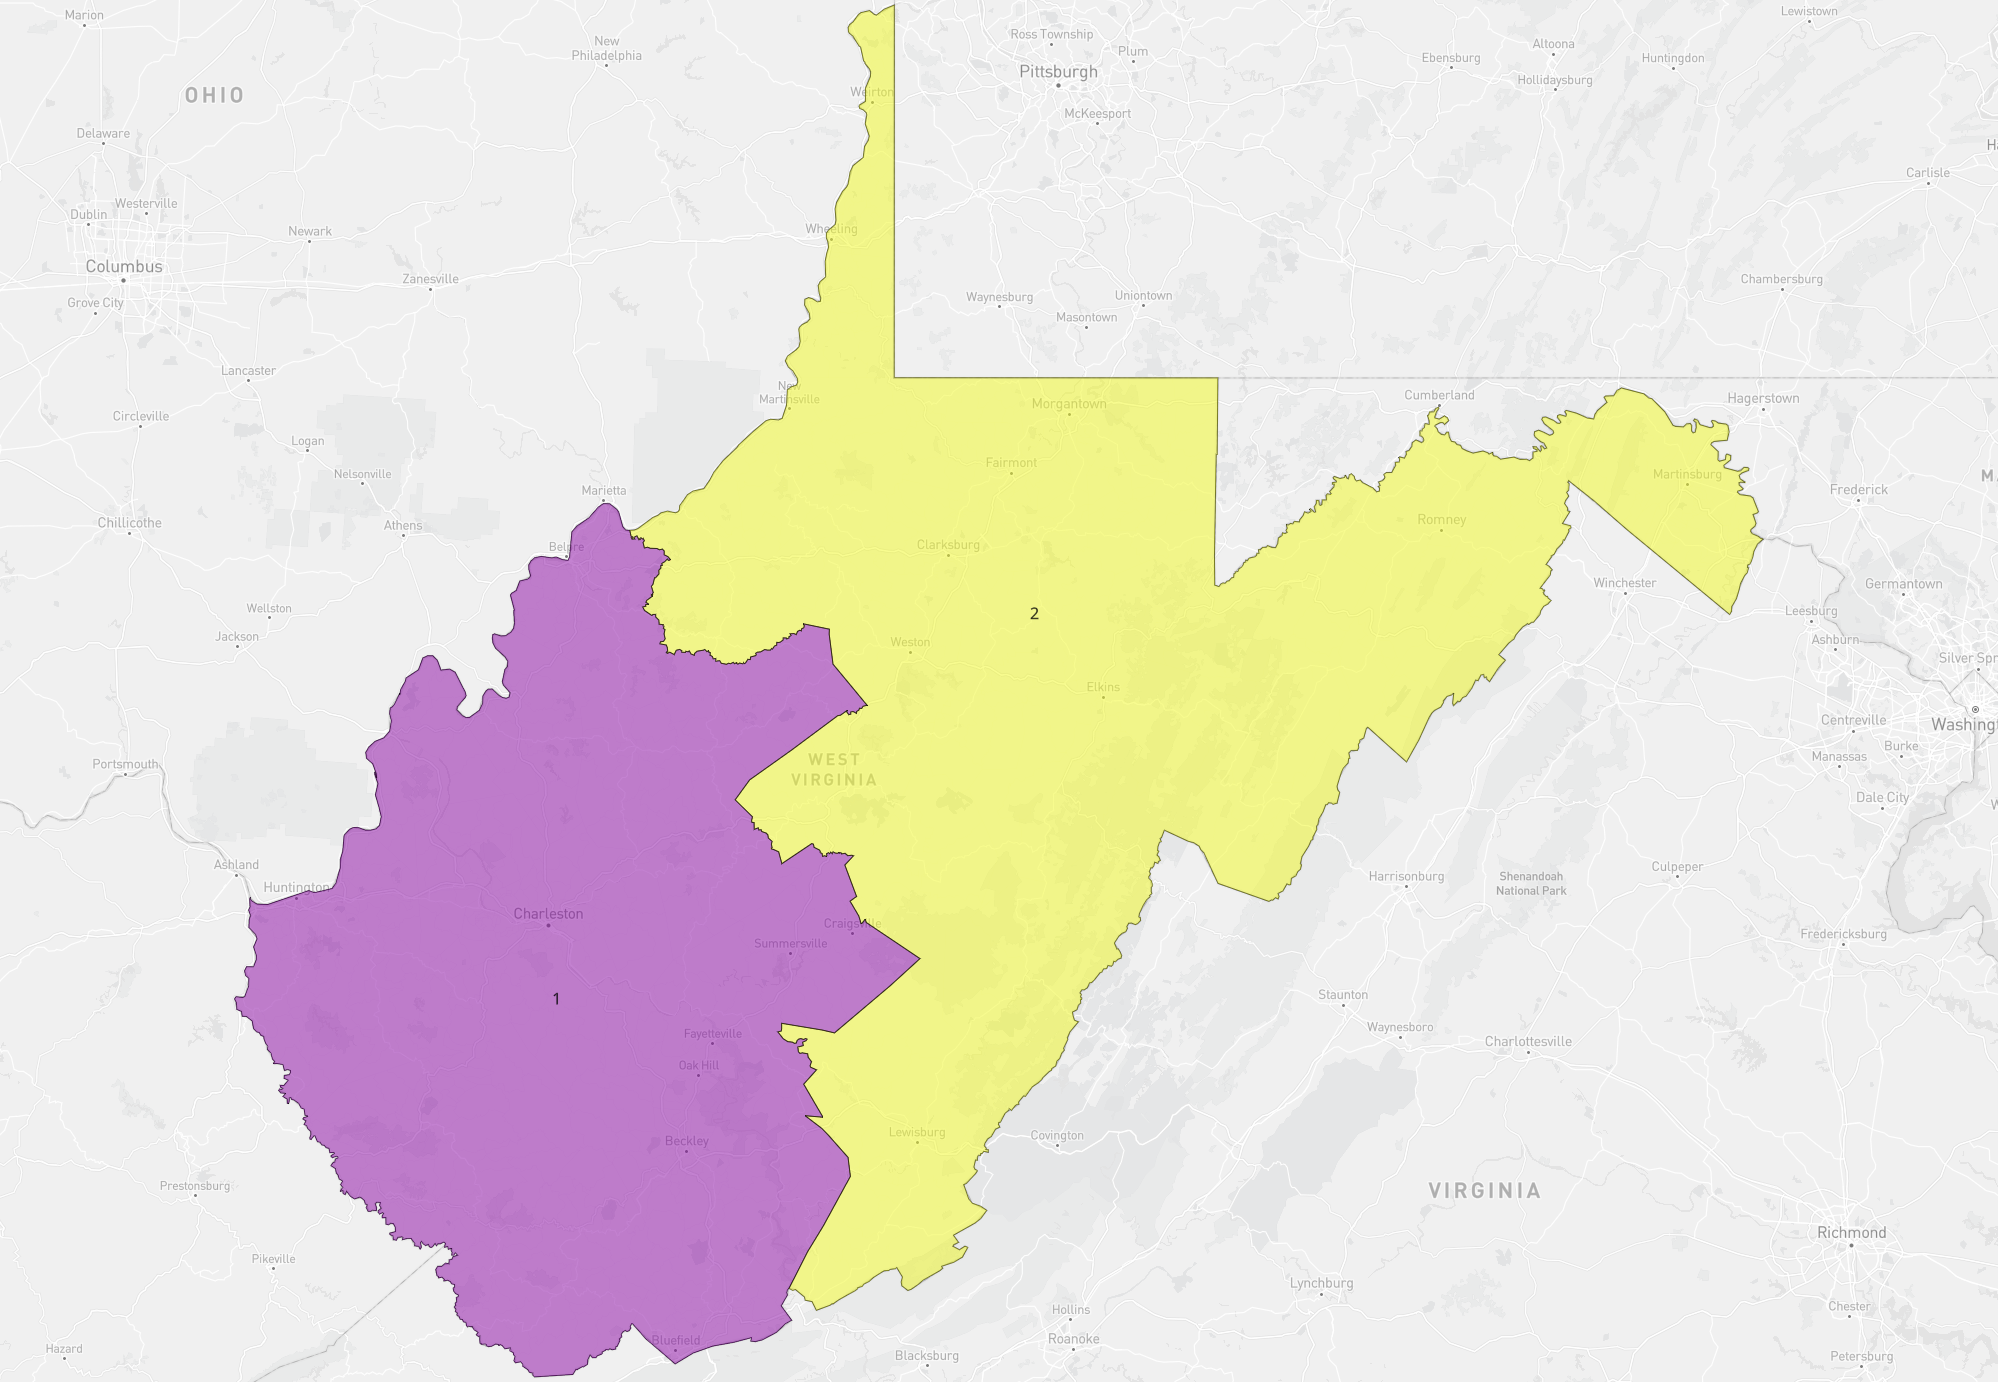 Marion
Lewistown
New
Philadelphia
Ross Township
Plum
Altoona
Ebensburg
Huntingdon
Pittsburgh
Hollidaysburg
OHIO
Weirton
McKeesport
Delaware
Carlisle
Westerville
Dublin
Newark
Wheeling
Columbus
Zanesville
Chambersburg
Grove City
Waynesburg
Uniontown
Masontown
Lancaster
New
Martinsville
Morgantown
Cumberland
Hagerstown
Circleville
Logan
Fairmont
Nelsonville
Martinsburg
Marietta
Frederick
Chillicothe
Athens
Romney
Belpre
Clarksburg
Winchester
Germantown
Wellston
2
Leesburg
Jackson
Weston
Ashburn
Silver Spri
Elkins
Centreville
Washingt
WEST
VIRGINIA
Portsmouth
Burke
Manassas
Dale City
Ashland
Culpeper
Huntington
Harrisonburg
Shenandoah
National Park
Charleston
Craigsville
Summersville
Fredericksburg
1
Staunton
Fayetteville
Waynesboro
Charlottesville
Oak Hill
Lewisburg
Covington
Beckley
Prestonsburg
VIRGINIA
Richmond
Pikeville
Lynchburg
Hollins
Chester
Bluefield
Roanoke
Hazard
Blacksburg
Petersburg